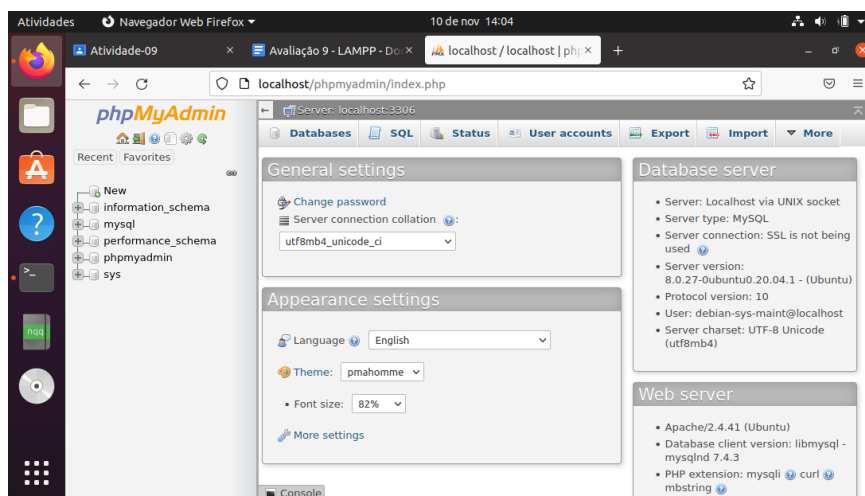 Atividades
Navegador Web Firefox
10 de nov 14:04
Atividade-09
Avaliação 9 - LAMPP - Doc
localhost / localhost | php
localhost/phpmyadmin/index.php
phpMyAdmin
Recent
Favorites
New
information_schema
mysql
performance_schema
phpmyadmin
sys
Server: localhost:3306
Databases
SQL
Status
User accounts
Export
Import
More
General settings
Change password
Server connection collation :
utf8mb4_unicode_ci
Appearance settings
Language
English
Theme:
pmahomme
• Font size:
82%
More settings
Console
Database server
• Server: Localhost via UNIX socket
• Server type: MySQL
• Server connection: SSL is not being
used
• Server version:
8.0.27-0ubuntu0.20.04.1 - (Ubuntu)
• Protocol version: 10
• User: debian-sys-maint@localhost
• Server charset: UTF-8 Unicode
(utf8mb4)
Web server
• Apache/2.4.41 (Ubuntu)
• Database client version: libmysql -
mysqlnd 7.4.3
• PHP extension: mysqli curl
mbstring
nqq